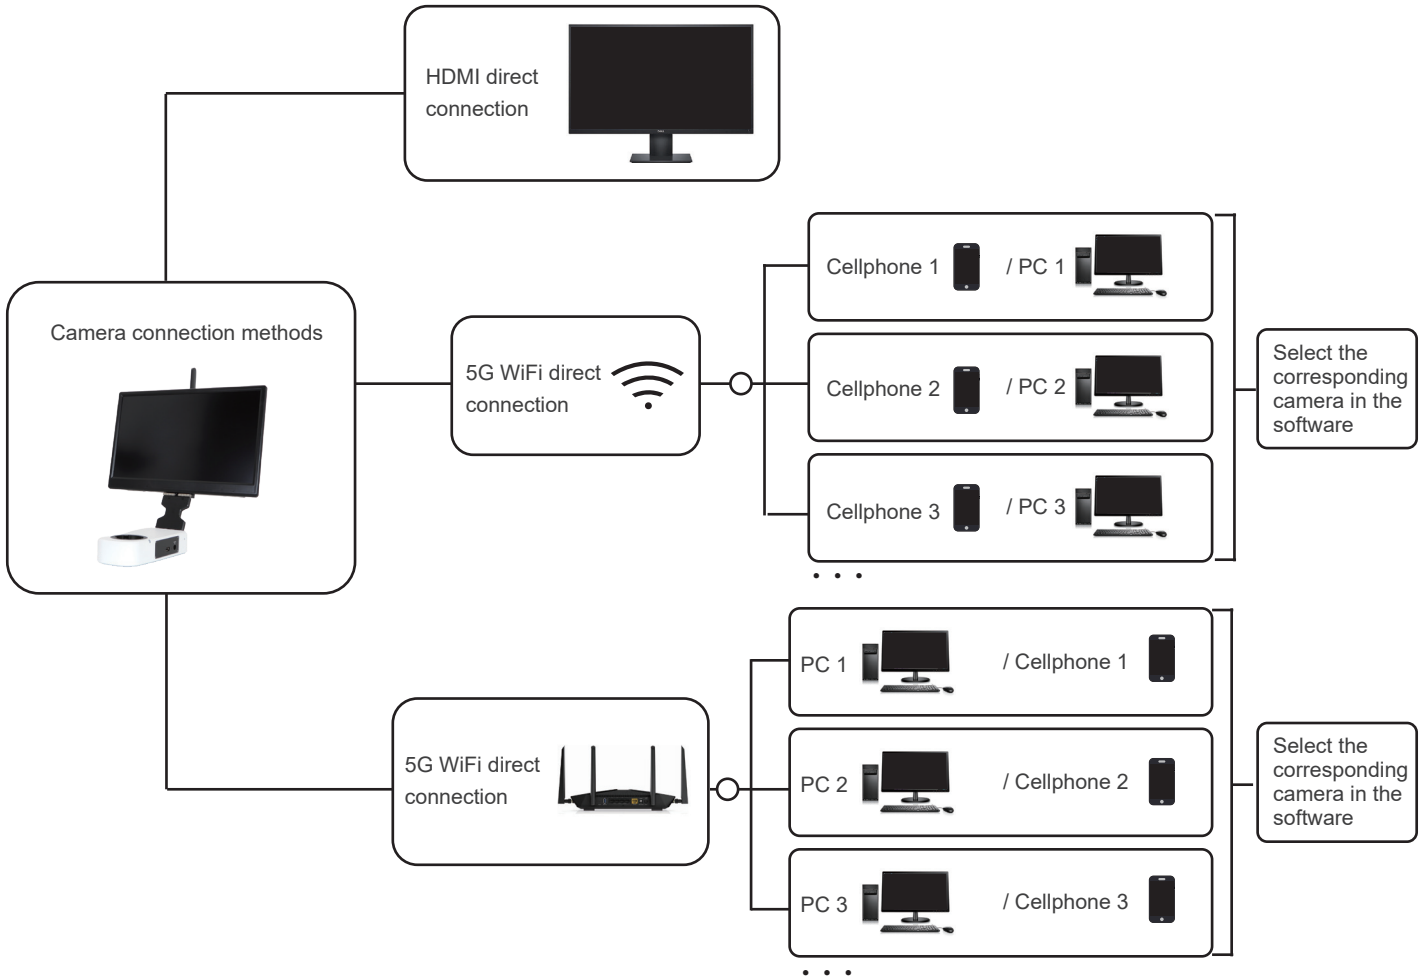 HDMI direct
connection
Camera connection methods
5G WiFi direct
connection
Cellphone 1 / PC 1
Cellphone 2 / PC 2
Cellphone 3 / PC 3
. . .
Select the
corresponding
camera in the
software
5G WiFi direct
connection
PC 1 / Cellphone 1
PC 2 / Cellphone 2
PC 3 / Cellphone 3
. . .
Select the
corresponding
camera in the
software